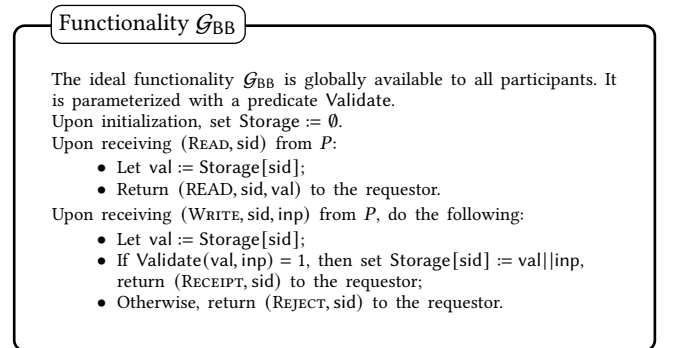 Functionality 𝒢BB
The ideal functionality 𝒢BB is globally available to all participants. It
is parameterized with a predicate Validate.
Upon initialization, set Storage := ∅.
Upon receiving (READ, sid) from P:
• Let val := Storage[sid];
• Return (READ, sid, val) to the requestor.
Upon receiving (WRITE, sid, inp) from P, do the following:
• Let val := Storage[sid];
• If Validate(val, inp) = 1, then set Storage[sid] := val||inp,
return (RECEIPT, sid) to the requestor;
• Otherwise, return (REJECT, sid) to the requestor.